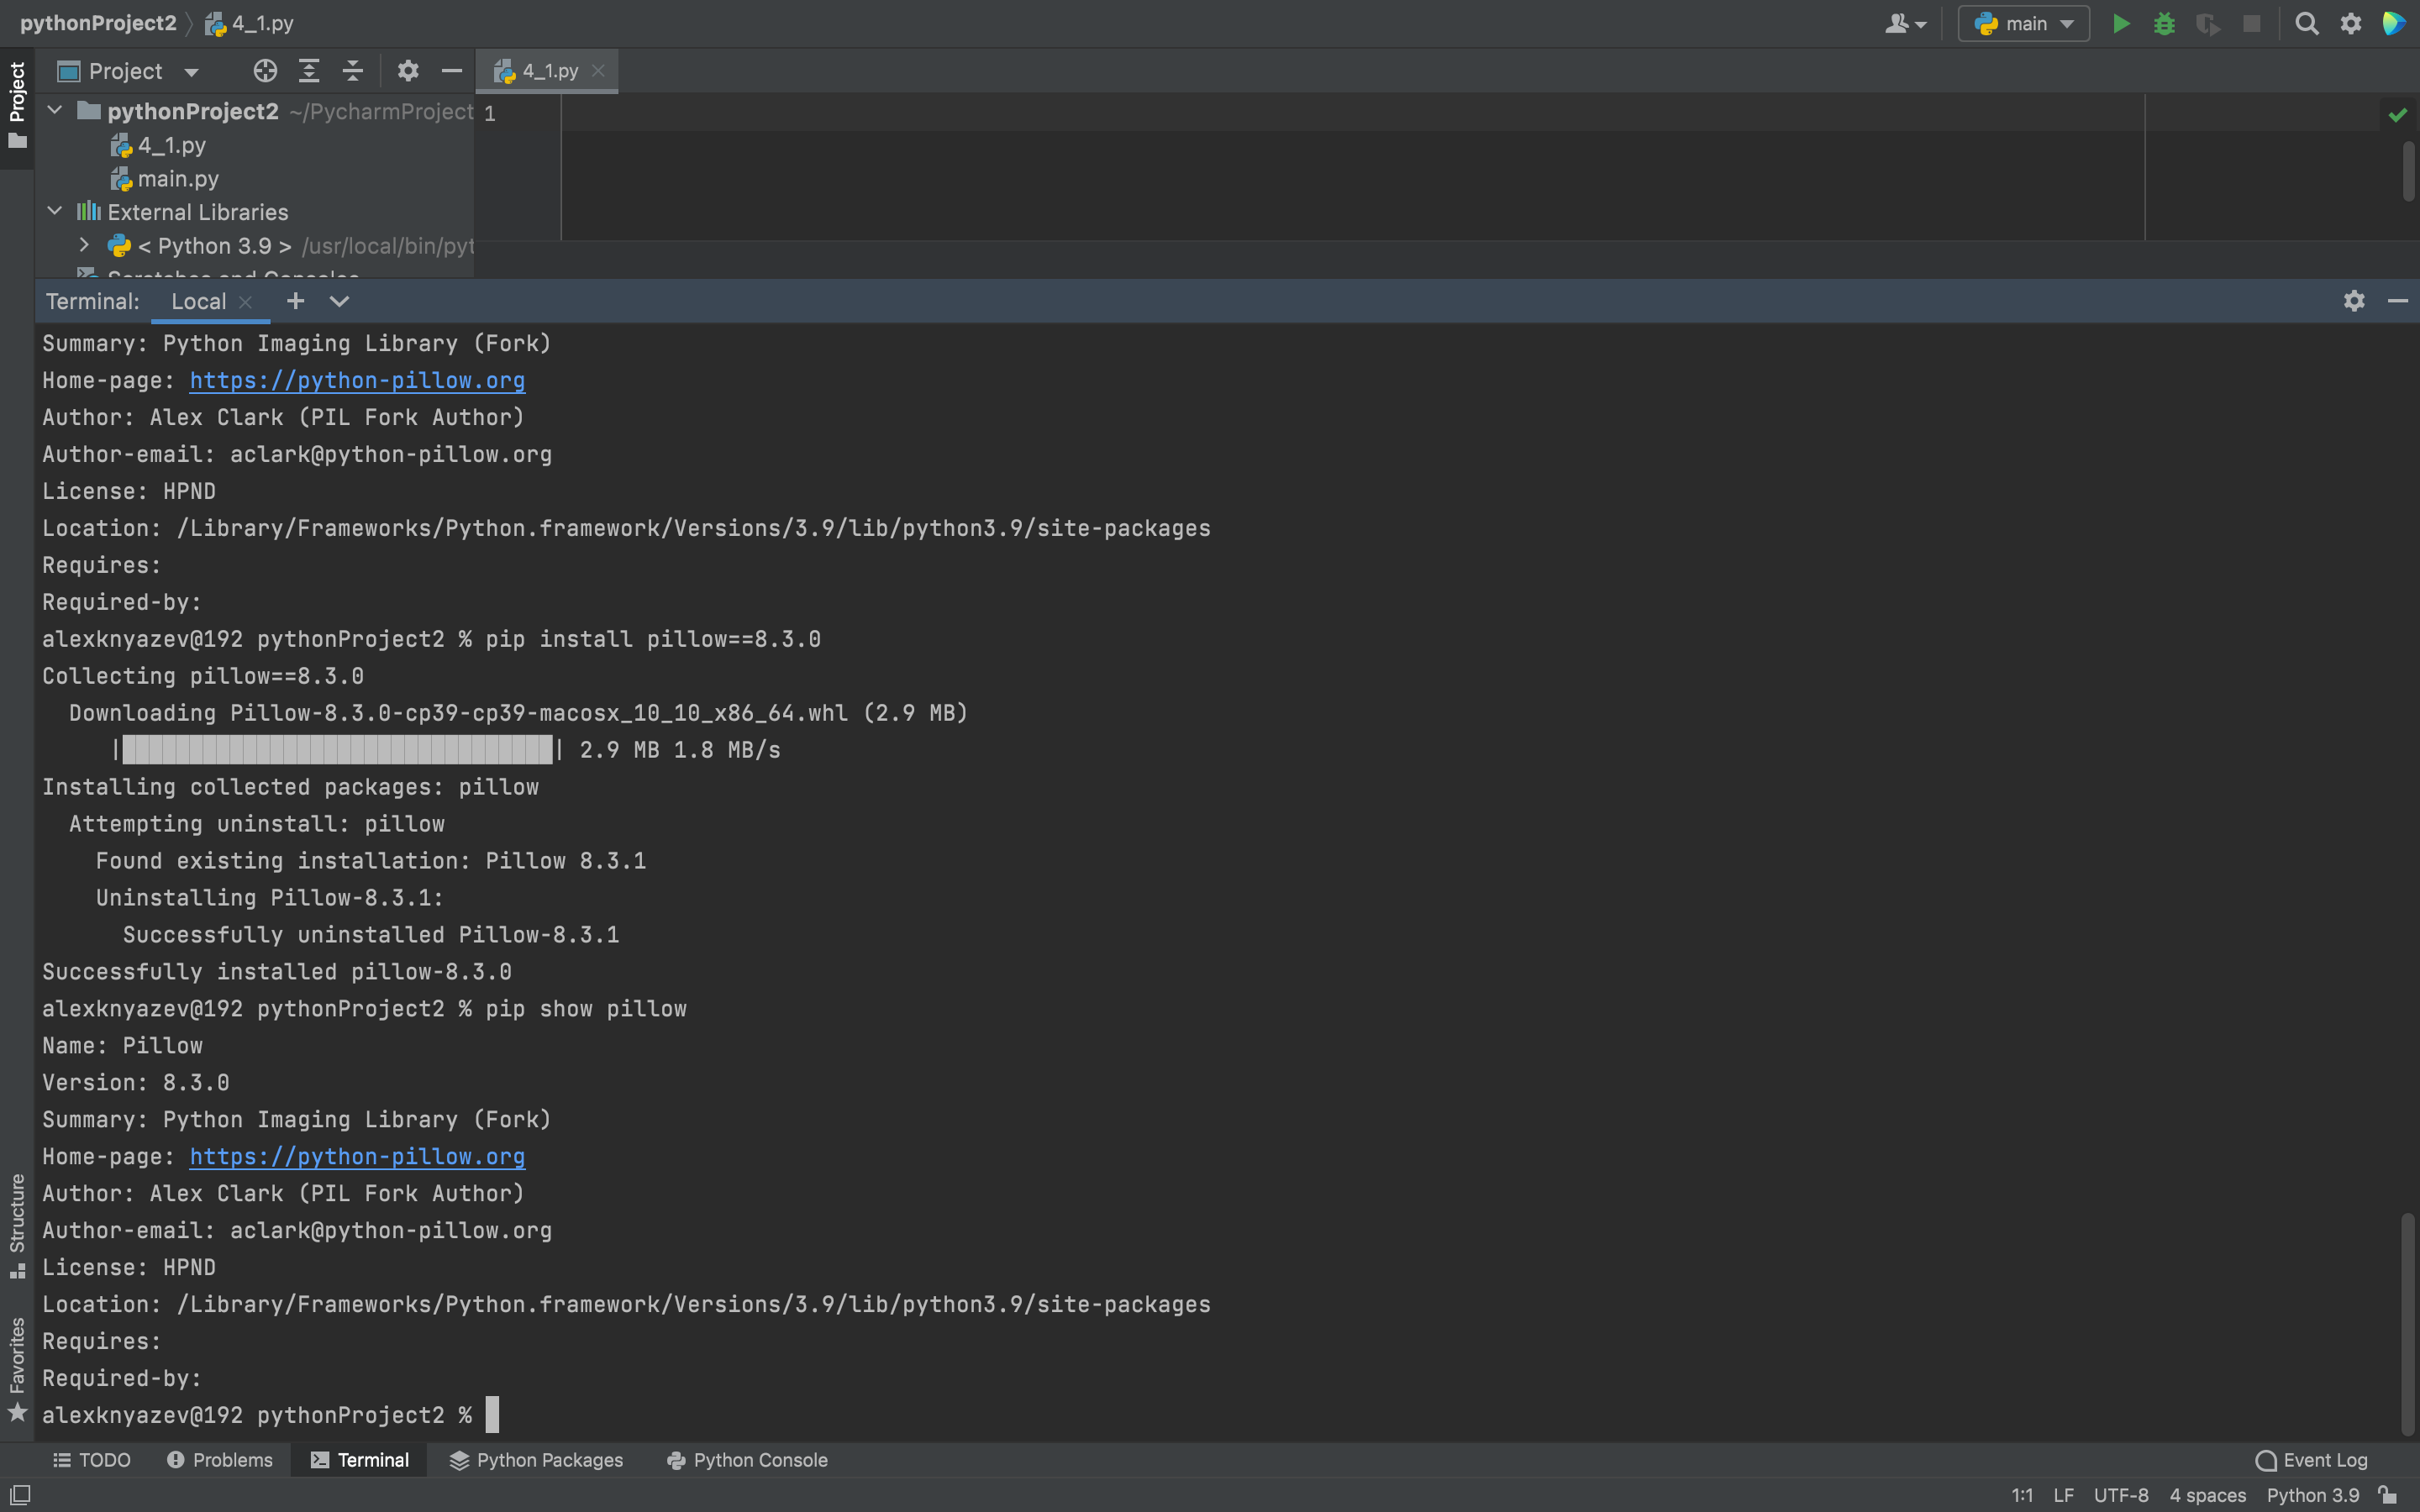 pythonProject2 〉 4_1.py
main
Project
Project
4_1.py
pythonProject2 ~/PycharmProject
1
4_1.py
main.py
External Libraries
< Python 3.9 > /usr/local/bin/pyt
Scratches and Consoles
Terminal: Local
Summary: Python Imaging Library (Fork)
Home-page: https://python-pillow.org
Author: Alex Clark (PIL Fork Author)
Author-email: aclark@python-pillow.org
License: HPND
Location: /Library/Frameworks/Python.framework/Versions/3.9/lib/python3.9/site-packages
Requires:
Required-by:
alexknyazev@192 pythonProject2 % pip install pillow==8.3.0
Collecting pillow==8.3.0
Downloading Pillow-8.3.0-cp39-cp39-macosx_10_10_x86_64.whl (2.9 MB)
|████████████████████████████████| 2.9 MB 1.8 MB/s
Installing collected packages: pillow
Attempting uninstall: pillow
Found existing installation: Pillow 8.3.1
Uninstalling Pillow-8.3.1:
Successfully uninstalled Pillow-8.3.1
Successfully installed pillow-8.3.0
alexknyazev@192 pythonProject2 % pip show pillow
Name: Pillow
Version: 8.3.0
Summary: Python Imaging Library (Fork)
Home-page: https://python-pillow.org
Author: Alex Clark (PIL Fork Author)
Author-email: aclark@python-pillow.org
License: HPND
Location: /Library/Frameworks/Python.framework/Versions/3.9/lib/python3.9/site-packages
Requires:
Required-by:
alexknyazev@192 pythonProject2 %
Structure
Favorites
TODO Problems Terminal Python Packages Python Console Event Log
1:1 LF UTF-8 4 spaces Python 3.9